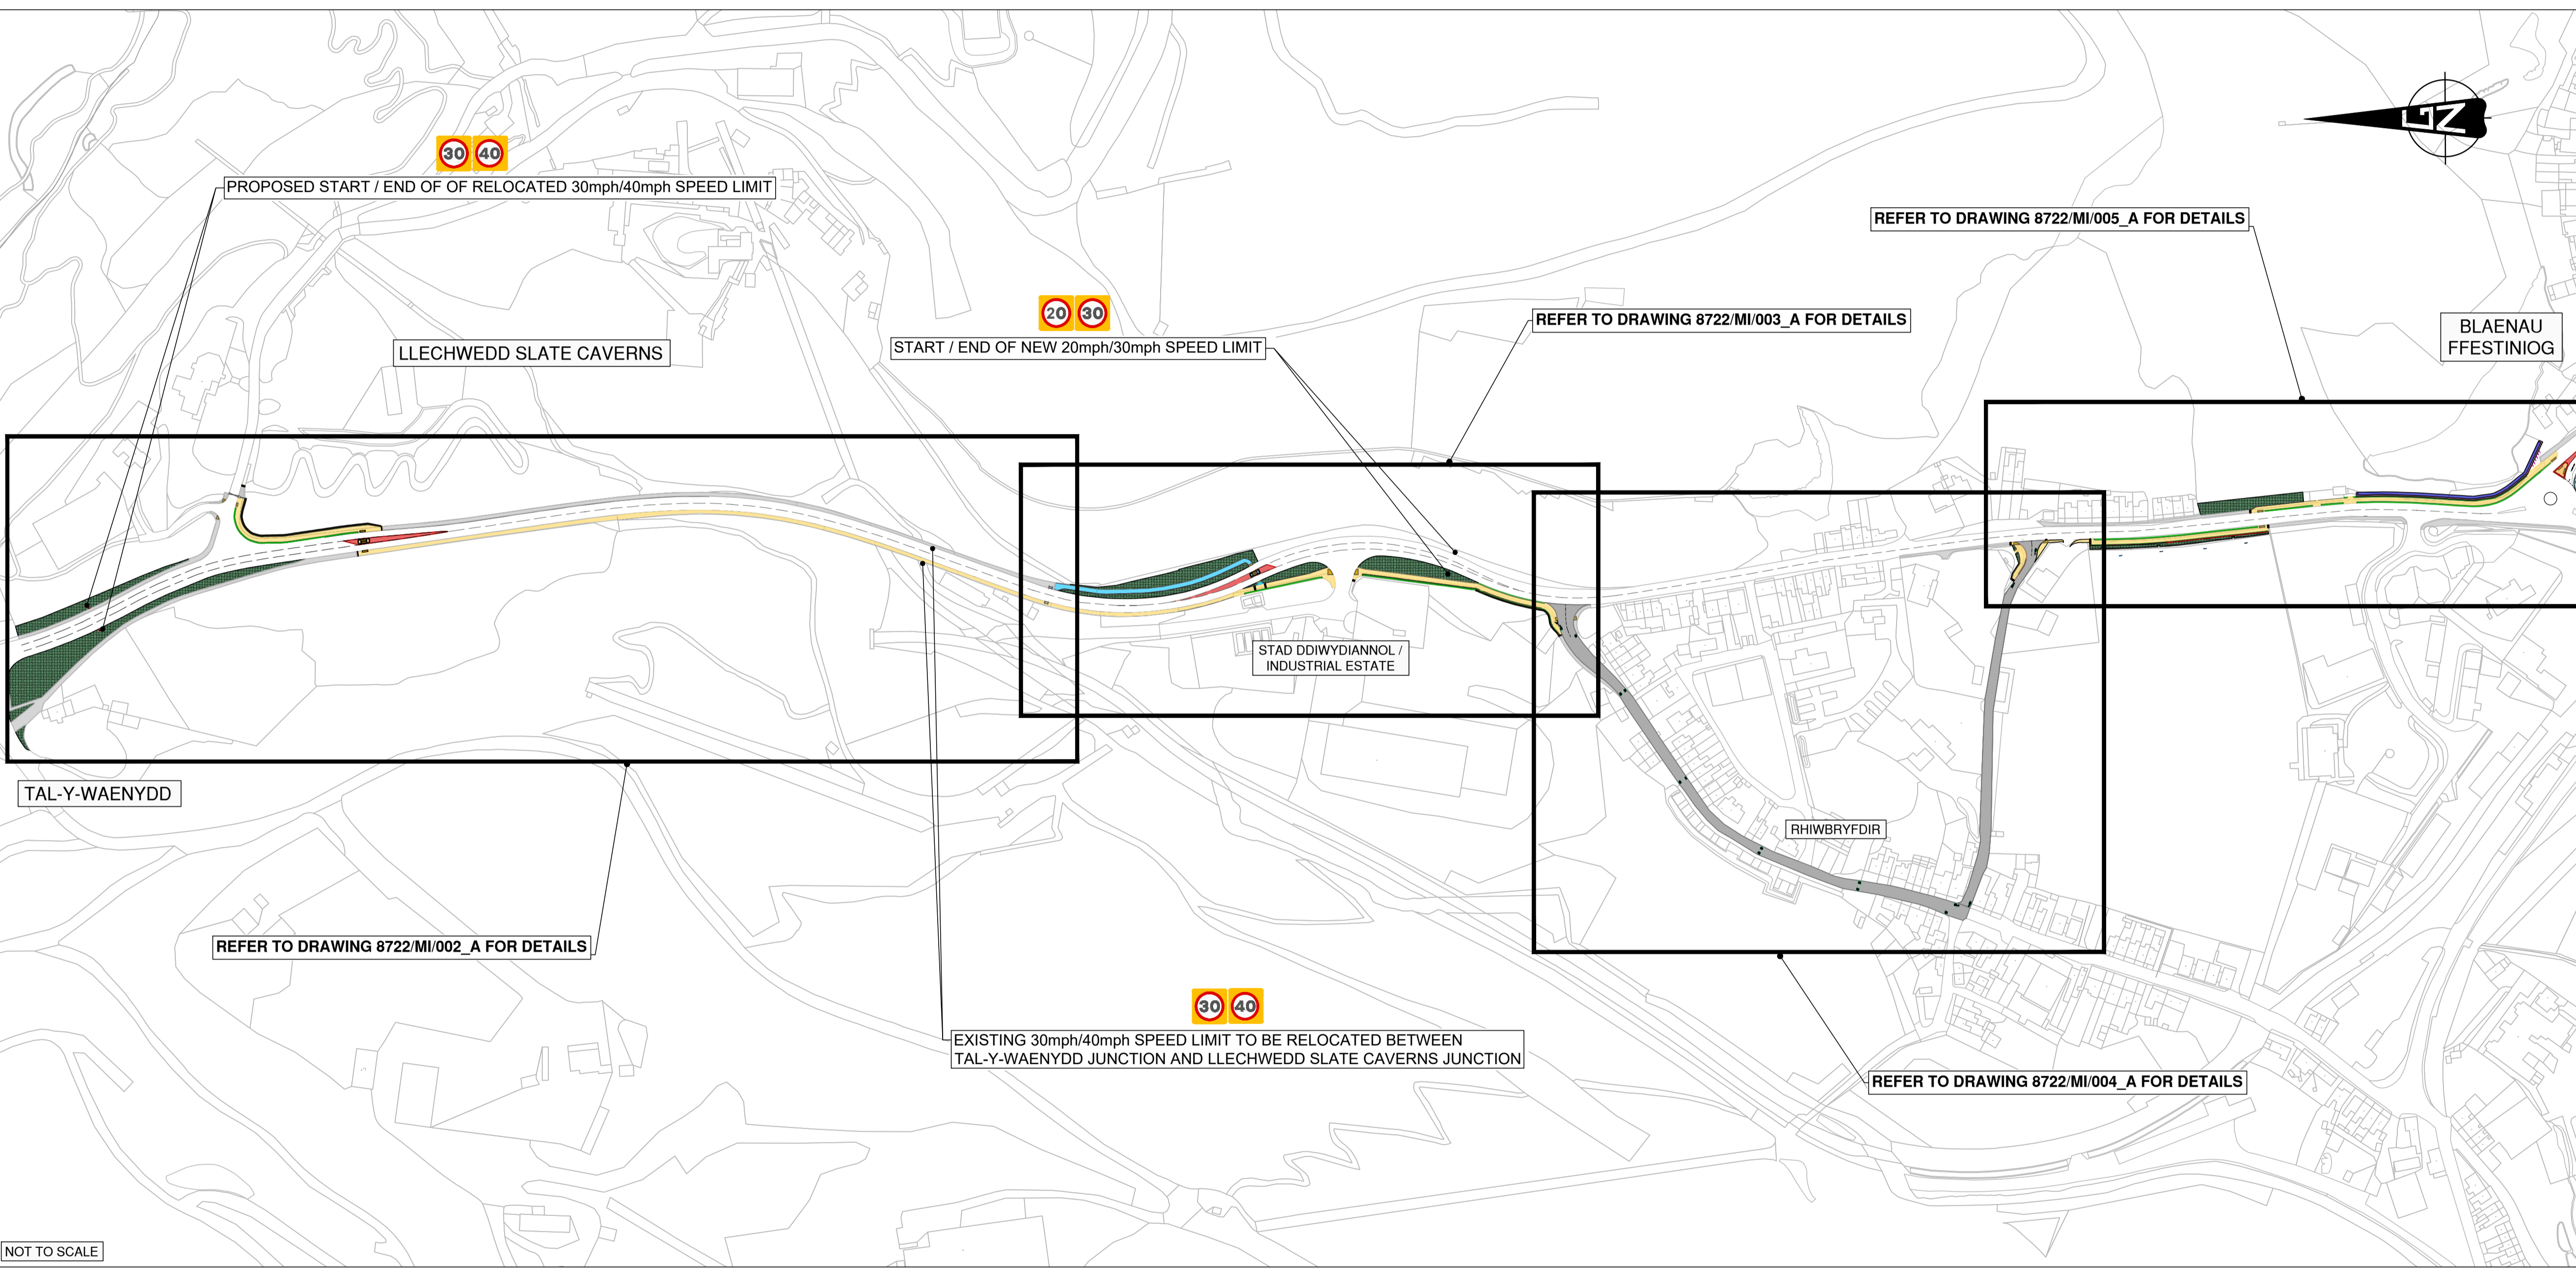 30 40
PROPOSED START / END OF OF RELOCATED 30mph/40mph SPEED LIMIT
GN
REFER TO DRAWING 8722/MI/005_A FOR DETAILS
20 30
START / END OF NEW 20mph/30mph SPEED LIMIT
REFER TO DRAWING 8722/MI/003_A FOR DETAILS
BLAENAU
FFESTINIOG
LLECHWEDD SLATE CAVERNS
STAD DDIWYDIANNOL /
INDUSTRIAL ESTATE
TAL-Y-WAENYDD
RHIWBRYFDIR
REFER TO DRAWING 8722/MI/002_A FOR DETAILS
30 40
EXISTING 30mph/40mph SPEED LIMIT TO BE RELOCATED BETWEEN
TAL-Y-WAENYDD JUNCTION AND LLECHWEDD SLATE CAVERNS JUNCTION
REFER TO DRAWING 8722/MI/004_A FOR DETAILS
NOT TO SCALE